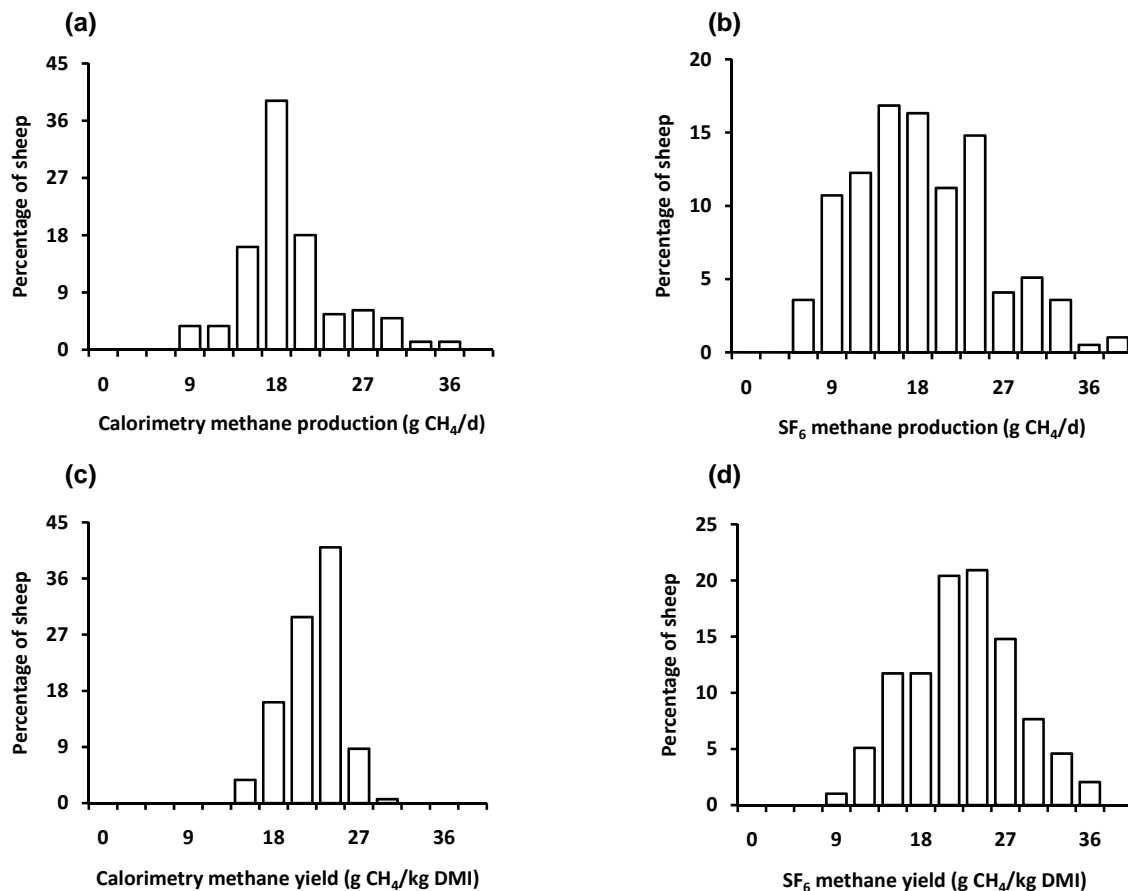 (a)
45
36
27
18
9
0
Percentage of sheep
0 9 18 27 36
Calorimetry methane production (g CH₄/d)
(b)
20
15
10
5
0
Percentage of sheep
0 9 18 27 36
SF₆ methane production (g CH₄/d)
(c)
45
36
27
18
9
0
Percentage of sheep
0 9 18 27 36
Calorimetry methane yield (g CH₄/kg DMI)
(d)
25
20
15
10
5
0
Percentage of sheep
0 9 18 27 36
SF₆ methane yield (g CH₄/kg DMI)